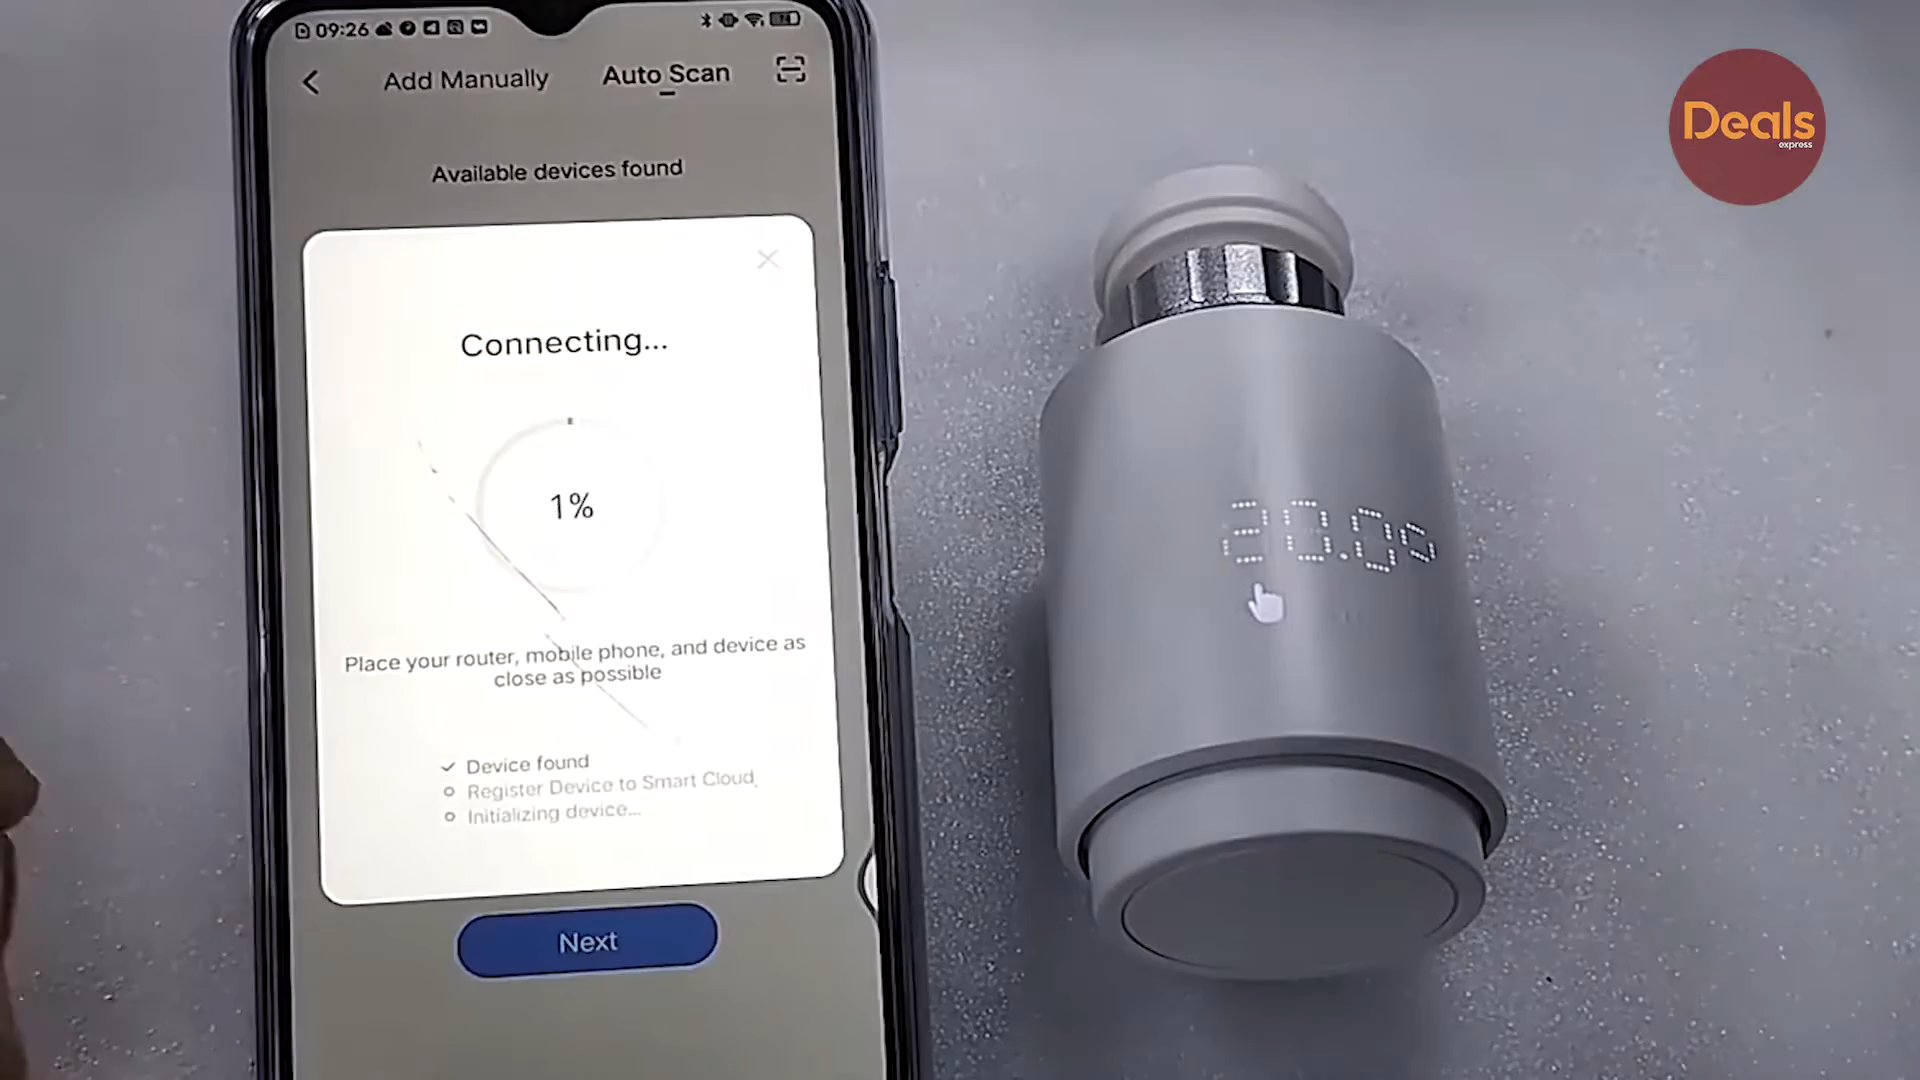 09:26
Add Manually
Auto Scan
Available devices found
Connecting...
1%
Place your router, mobile phone, and device as
close as possible
Device found
Register Device to Smart Cloud,
Initializing device...
Next
20.0°
Deals
express